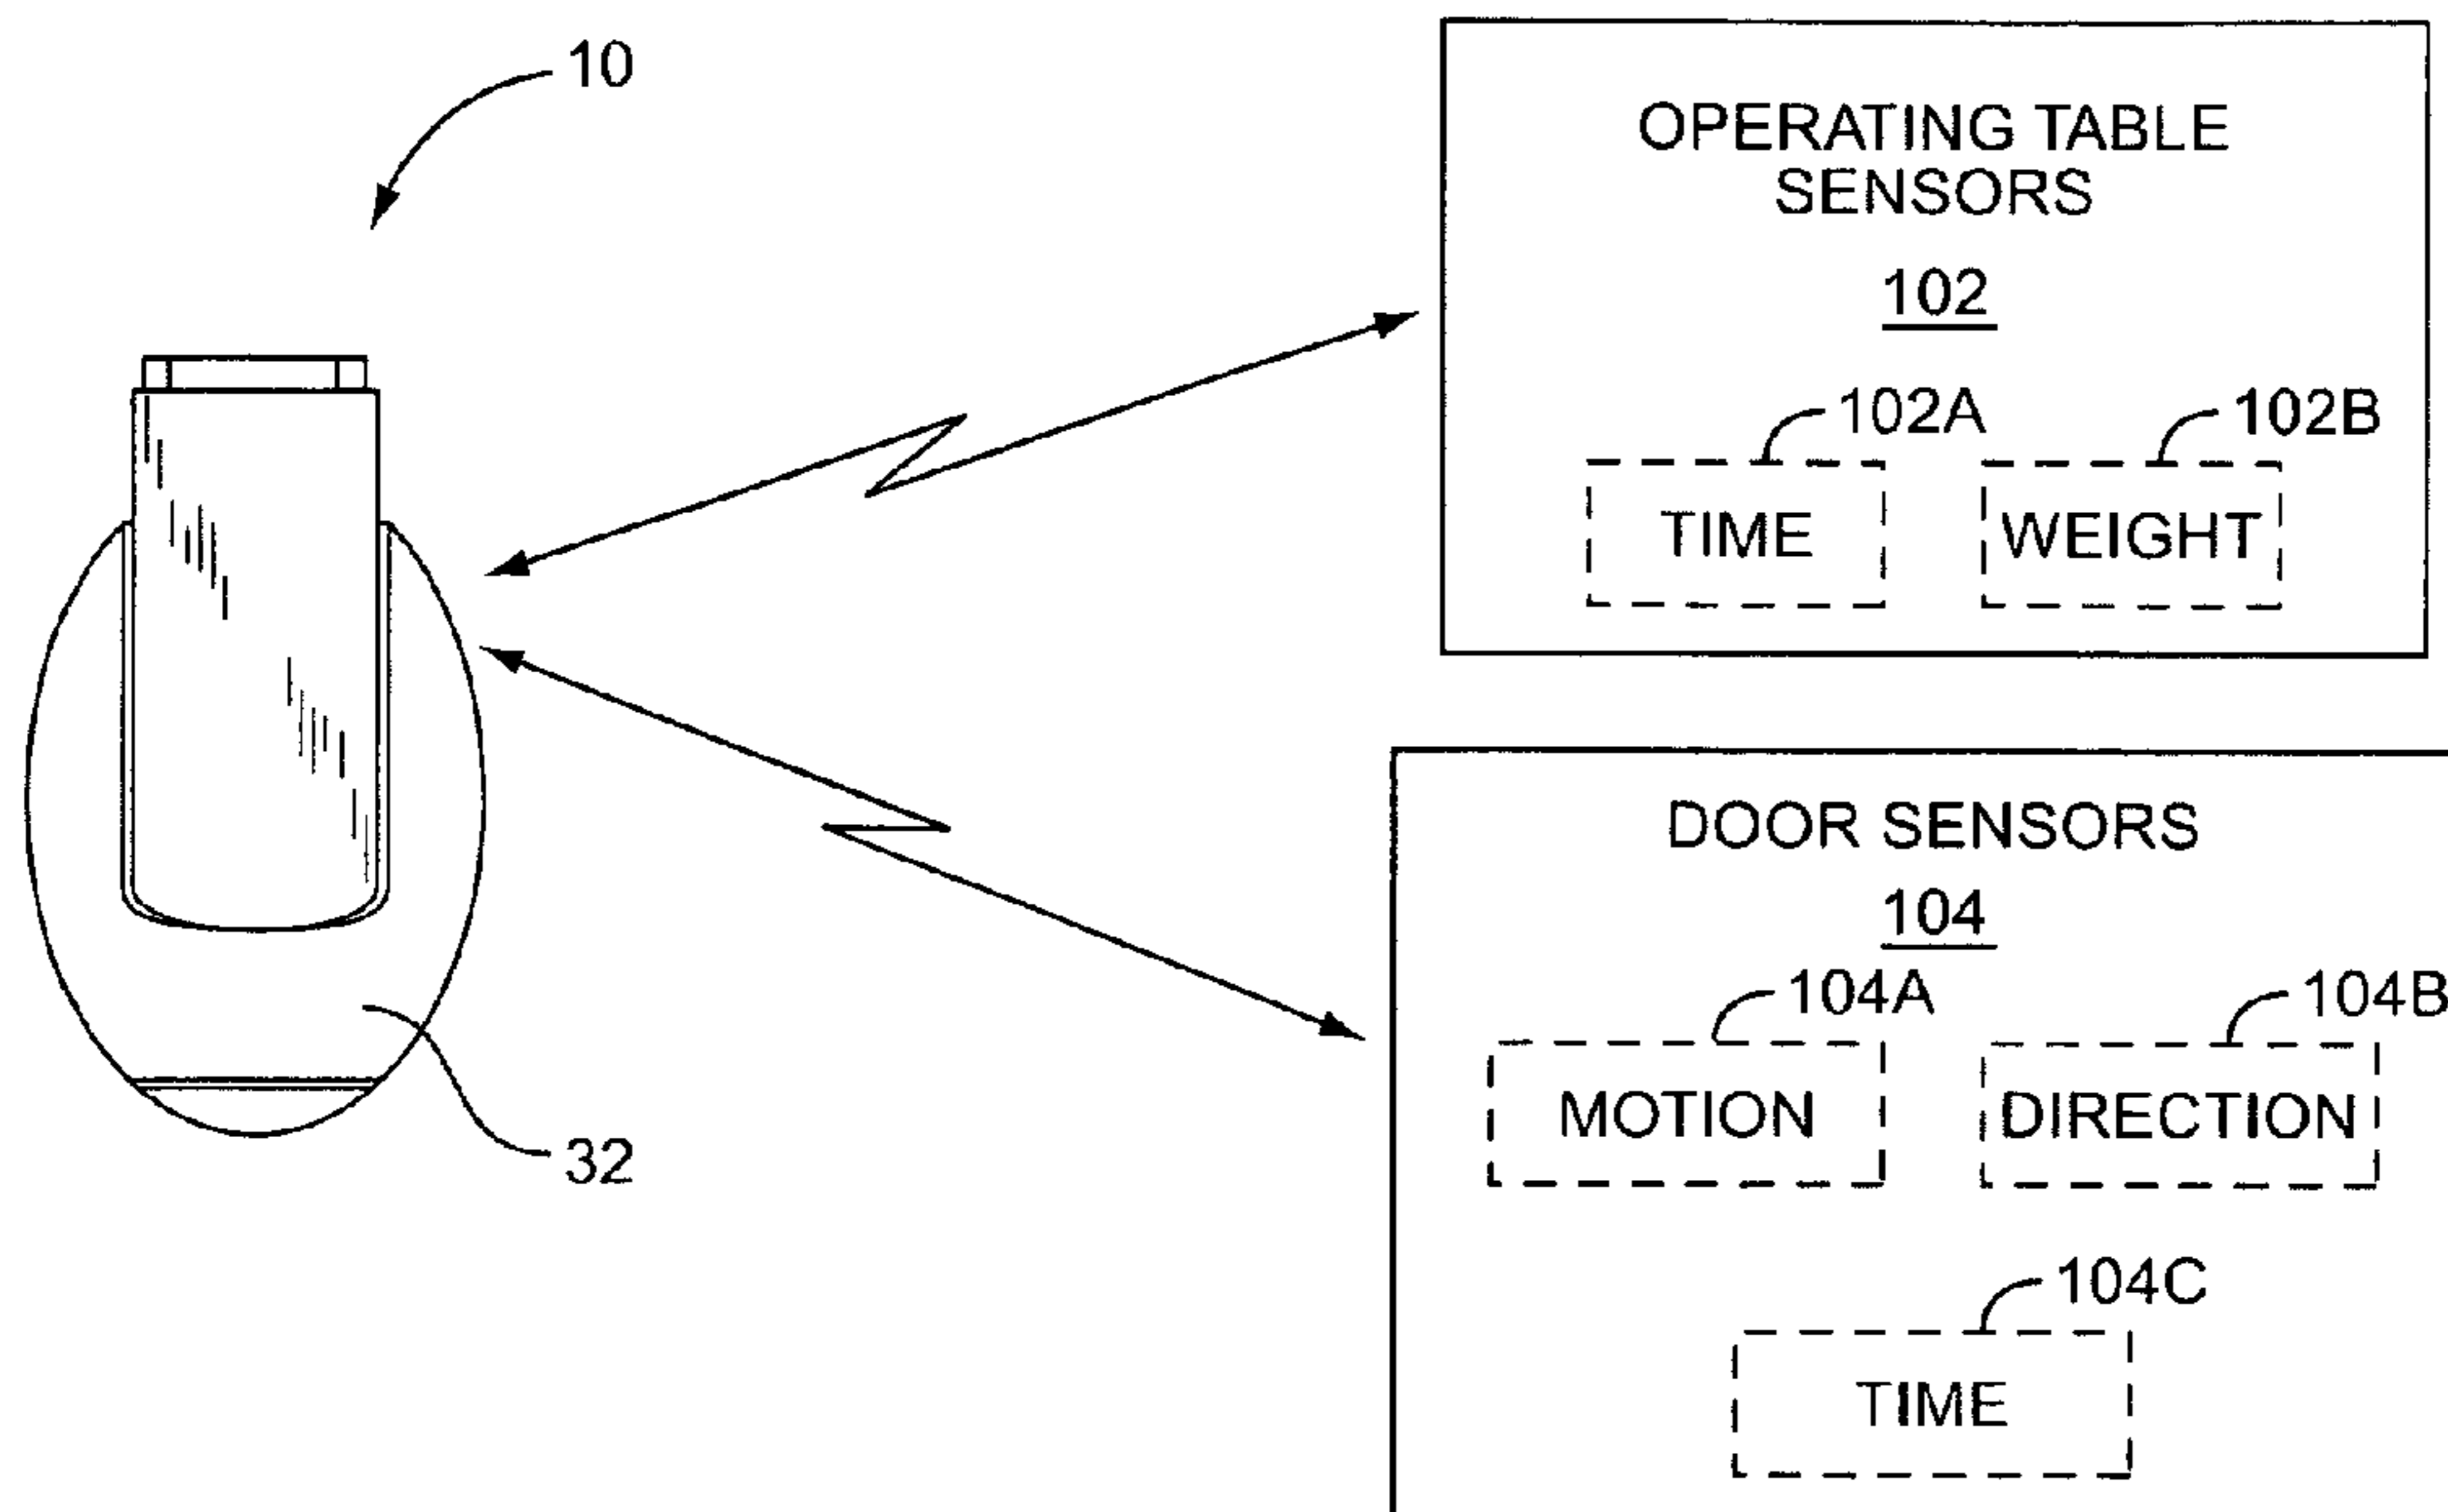 10
OPERATING TABLE
SENSORS
102
102A
102B
TIME
WEIGHT
DOOR SENSORS
104
104A
104B
MOTION
DIRECTION
32
104C
TIME